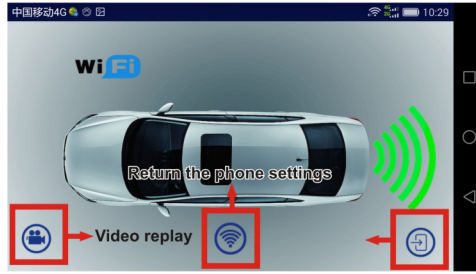 中国移动4G 10:29
WiFi
Return the phone settings
Video replay